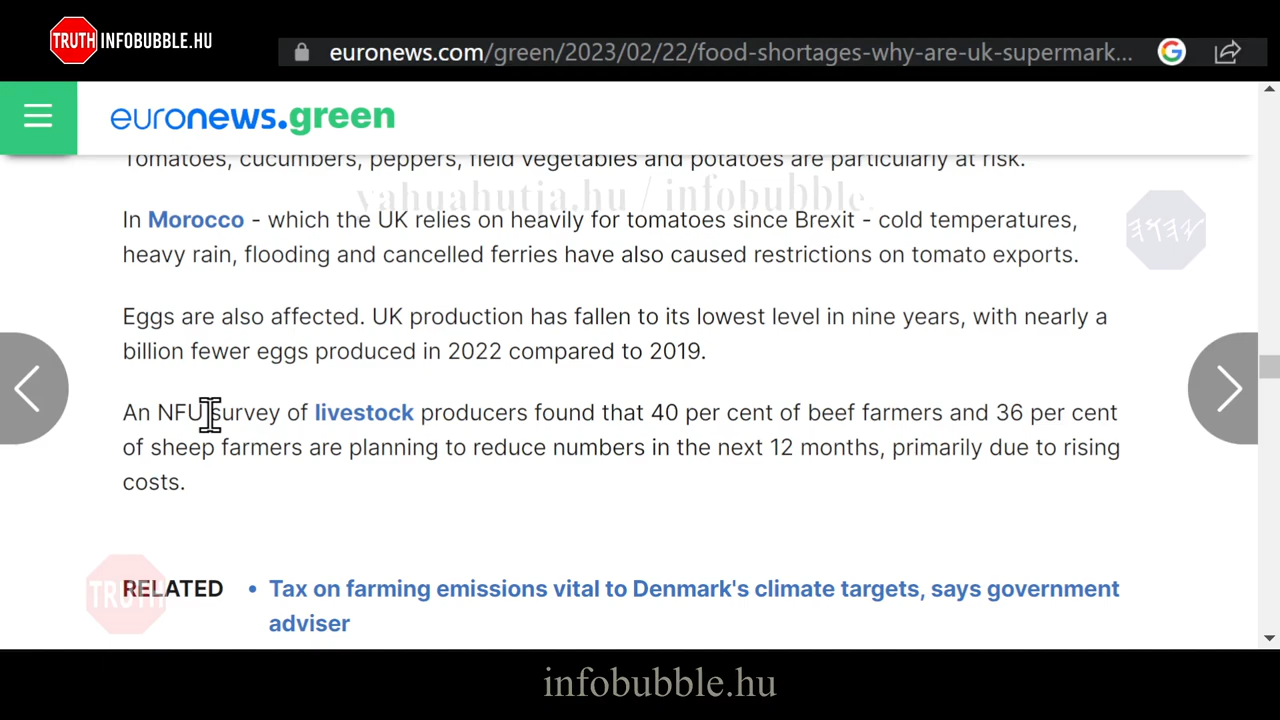 TRUTH INFOBUBBLE.HU
euronews.com/green/2023/02/22/food-shortages-why-are-uk-supermark...
euronews.green
Tomatoes, cucumbers, peppers, field vegetables and potatoes are particularly at risk.
yahuahutja.hu / infobubble.
In Morocco - which the UK relies on heavily for tomatoes since Brexit - cold temperatures,
heavy rain, flooding and cancelled ferries have also caused restrictions on tomato exports.
Eggs are also affected. UK production has fallen to its lowest level in nine years, with nearly a
billion fewer eggs produced in 2022 compared to 2019.
An NFU survey of livestock producers found that 40 per cent of beef farmers and 36 per cent
of sheep farmers are planning to reduce numbers in the next 12 months, primarily due to rising
costs.
TRUTH
RELATED • Tax on farming emissions vital to Denmark's climate targets, says government
adviser
infobubble.hu